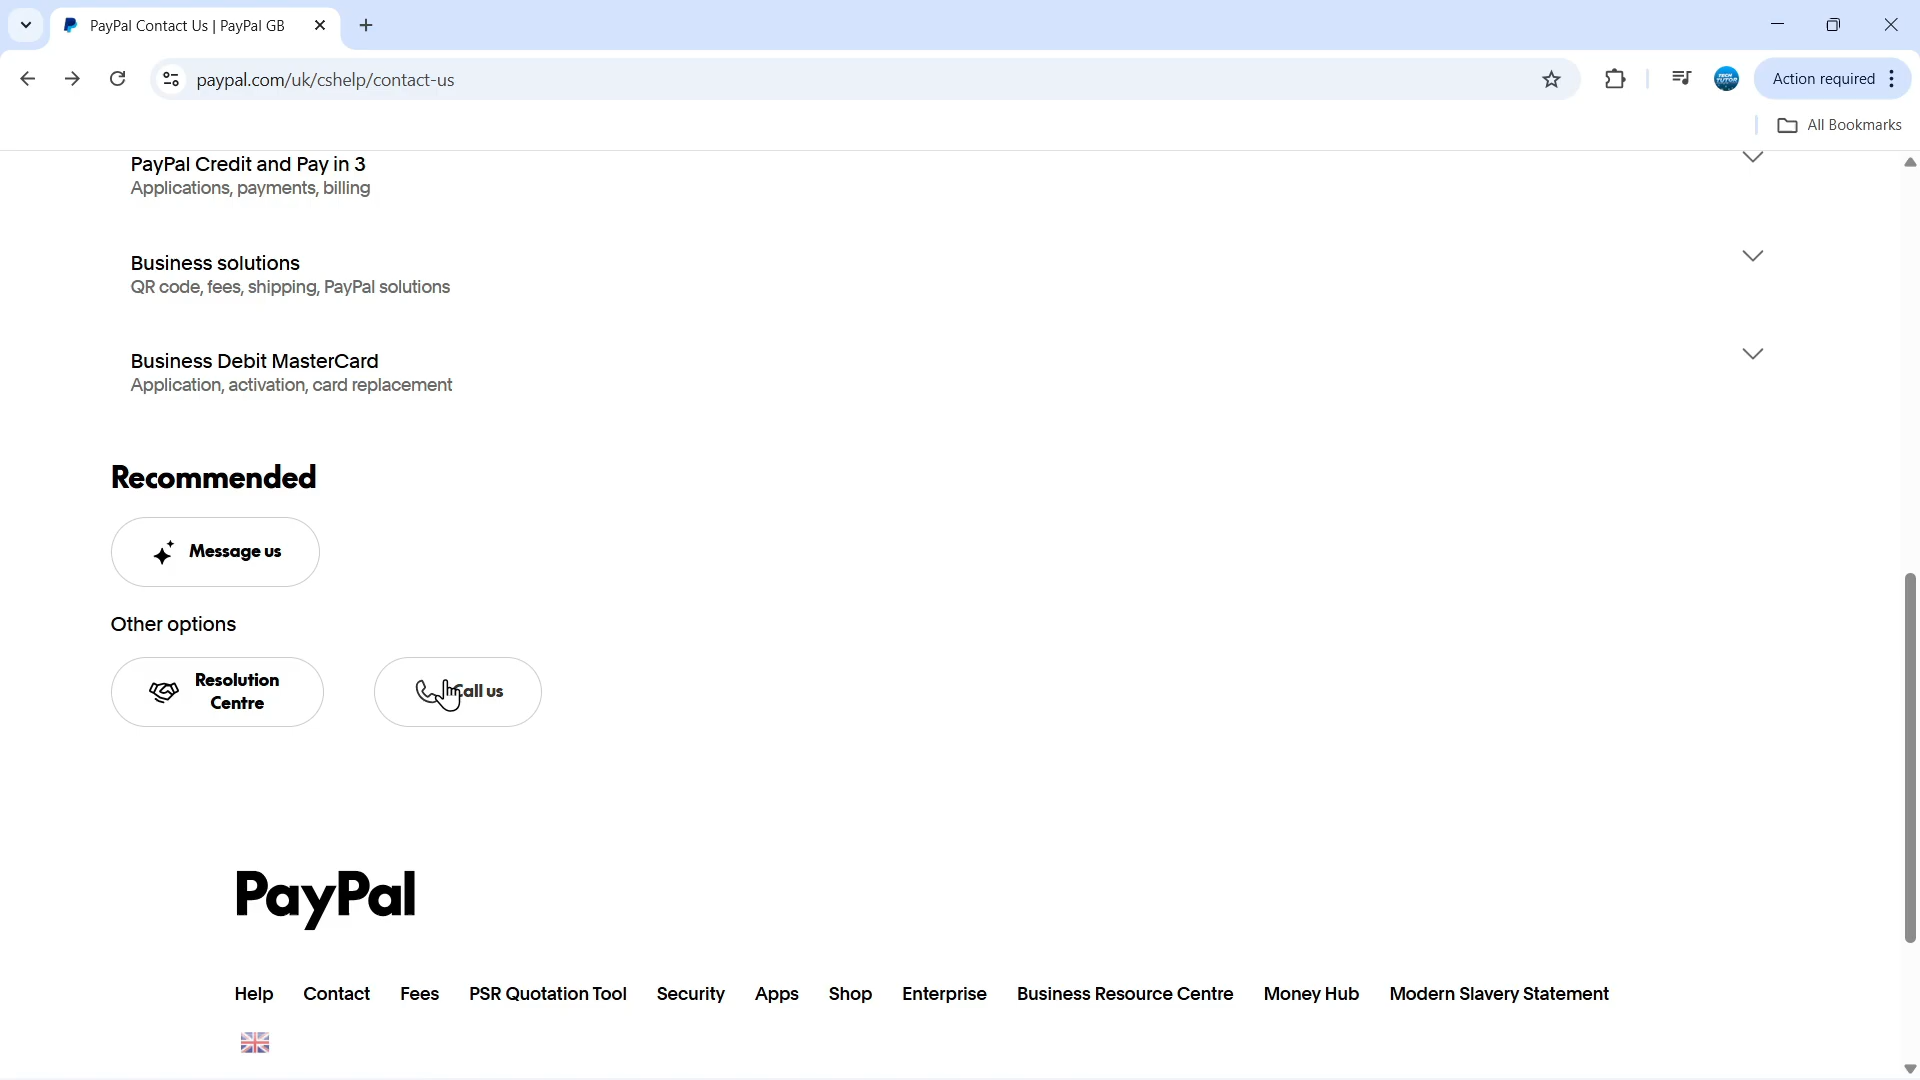 PayPal Contact Us | PayPal GB
paypal.com/uk/cshelp/contact-us
Action required
All Bookmarks
PayPal Credit and Pay in 3
Applications, payments, billing
Business solutions
QR code, fees, shipping, PayPal solutions
Business Debit MasterCard
Application, activation, card replacement
Recommended
Message us
Other options
Resolution
Centre
Call us
PayPal
Help Contact Fees PSR Quotation Tool Security Apps Shop Enterprise Business Resource Centre Money Hub Modern Slavery Statement